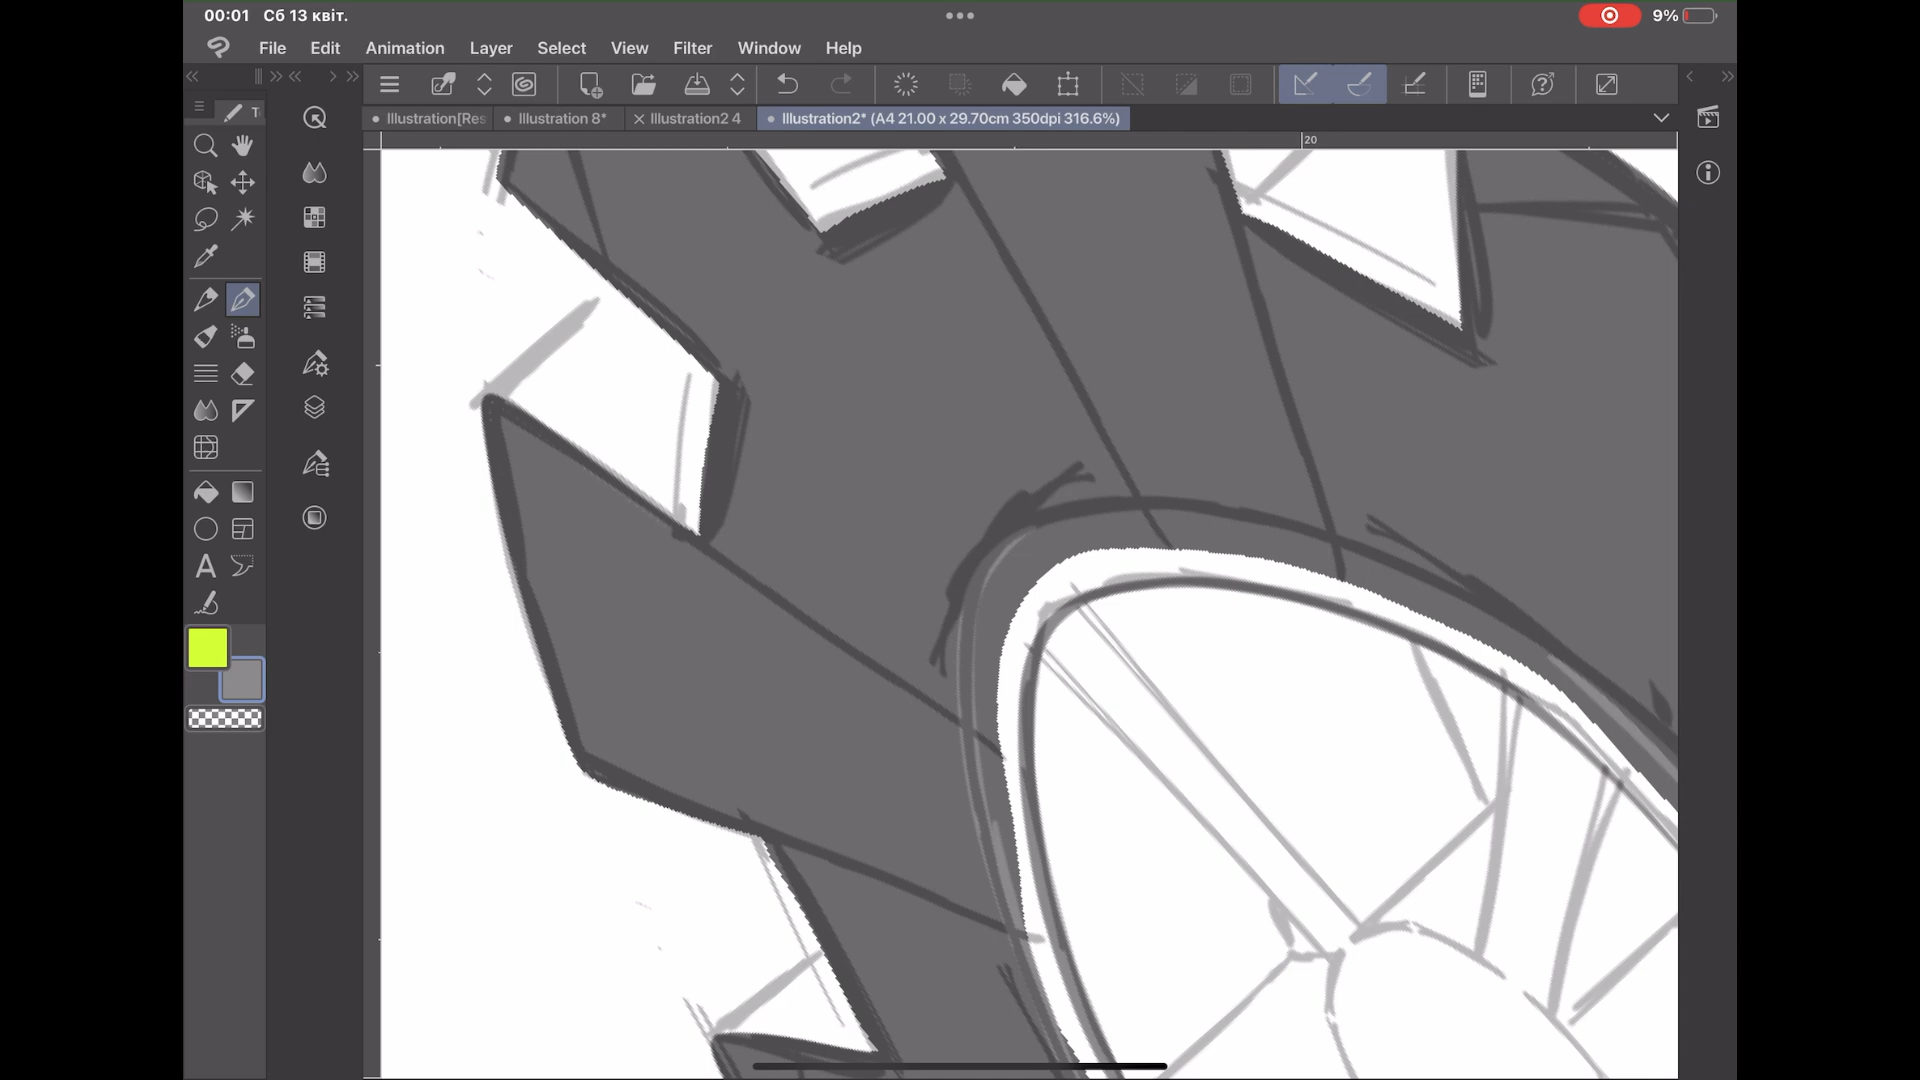 00:01 Сб 13 квіт.
9%
File Edit Animation Layer Select View Filter Window Help
Illustration[Res Illustration 8* Illustration2 4 Illustration2* (A4 21.00 x 29.70cm 350dpi 316.6%)
20